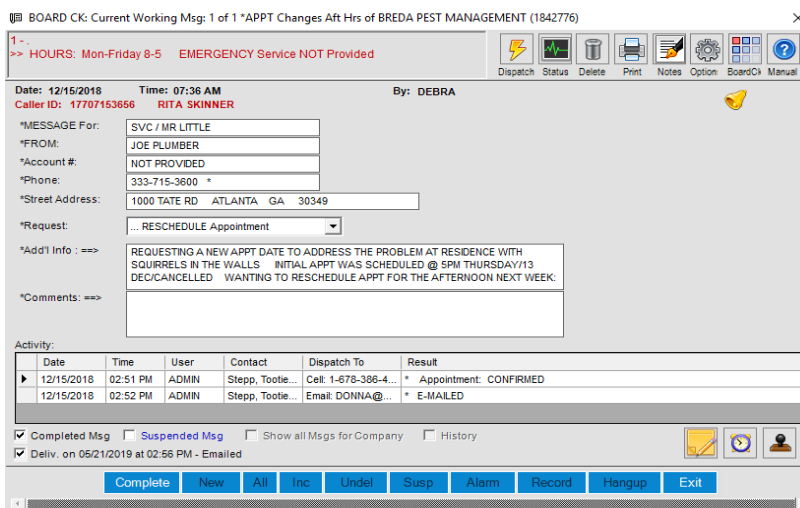 BOARD CK: Current Working Msg: 1 of 1 *APPT Changes Aft Hrs of BREDA PEST MANAGEMENT (1842776)
1 - .
>> HOURS: Mon-Friday 8-5 EMERGENCY Service NOT Provided
Dispatch Status Delete Print Notes Option BoardCk Manual
Date: 12/15/2018 Time: 07:36 AM By: DEBRA
Caller ID: 17707153656 RITA SKINNER
*MESSAGE For: SVC / MR LITTLE
*FROM: JOE PLUMBER
*Account #: NOT PROVIDED
*Phone: 333-715-3600 *
*Street Address: 1000 TATE RD ATLANTA GA 30349
*Request: ... RESCHEDULE Appointment
*Add'l Info : ==> REQUESTING A NEW APPT DATE TO ADDRESS THE PROBLEM AT RESIDENCE WITH
SQUIRRELS IN THE WALLS INITIAL APPT WAS SCHEDULED @ 5PM THURSDAY/13
DEC/CANCELLED WANTING TO RESCHEDULE APPT FOR THE AFTERNOON NEXT WEEK:
*Comments: ==>
Activity:
Date Time User Contact Dispatch To Result
12/15/2018 02:51 PM ADMIN Stepp, Tootie... Cell: 1-678-386-4... * Appointment: CONFIRMED
12/15/2018 02:52 PM ADMIN Stepp, Tootie... Email: DONNA@... * E-MAILED
Completed Msg Suspended Msg Show all Msgs for Company History
Deliv. on 05/21/2019 at 02:56 PM - Emailed
Complete New All Inc Undel Susp Alarm Record Hangup Exit